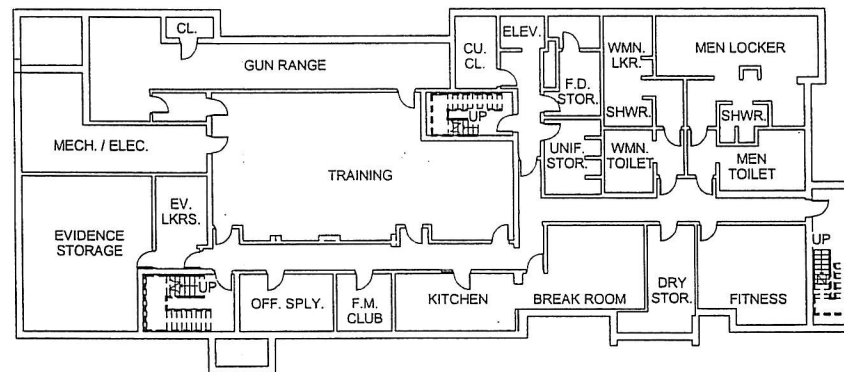 CL.
ELEV.
CU.
CL.
WMN.
LKR.
MEN LOCKER
GUN RANGE
F.D.
STOR.
SHWR.
SHWR.
UP
MECH. / ELEC.
UNIF.
STOR.
WMN.
TOILET
MEN
TOILET
TRAINING
EV.
LKRS.
EVIDENCE
STORAGE
UP
UP
OFF. SPLY.
F.M.
CLUB
KITCHEN
BREAK ROOM
DRY
STOR.
FITNESS